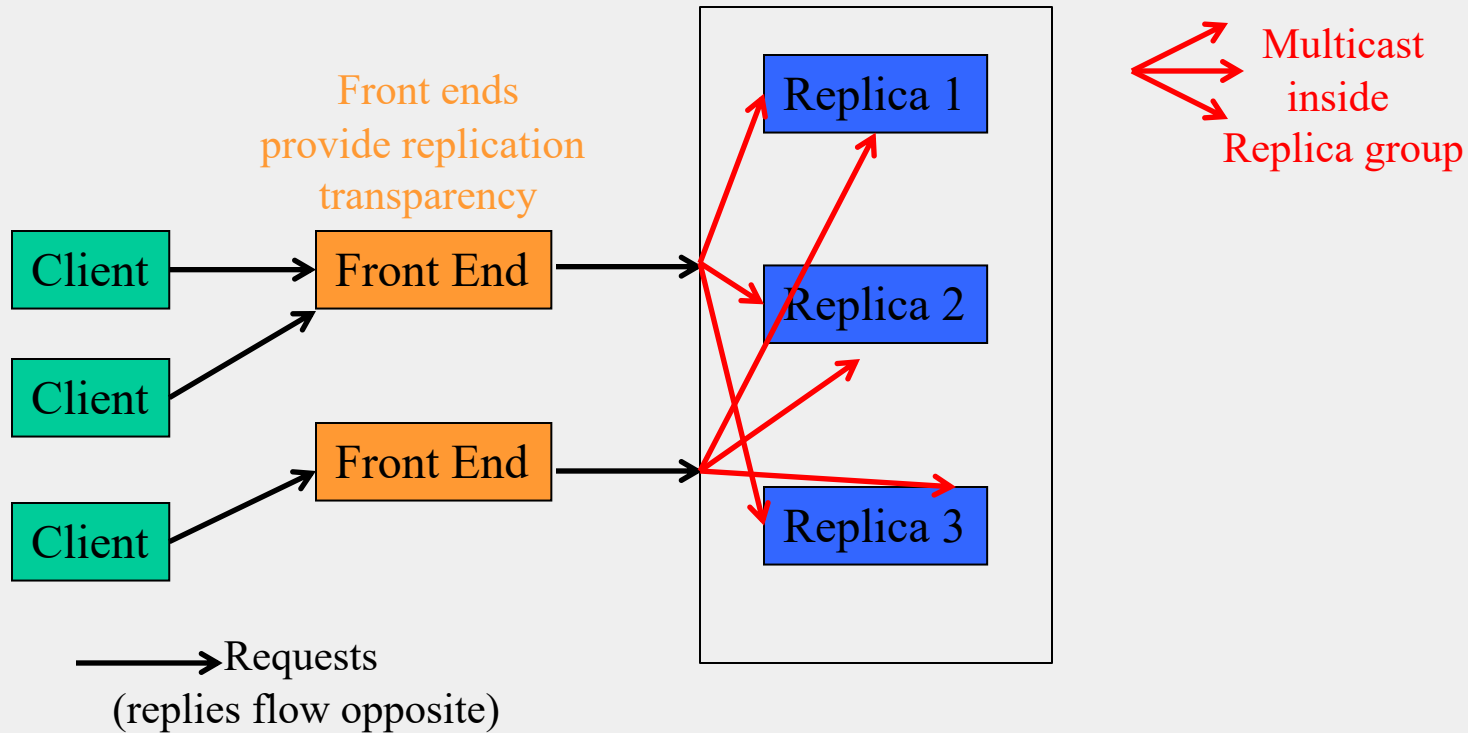 Front ends
provide replication
transparency
Client
Client
Client
Front End
Front End
Replica 1
Replica 2
Replica 3
Multicast
inside
Replica group
Requests
(replies flow opposite)